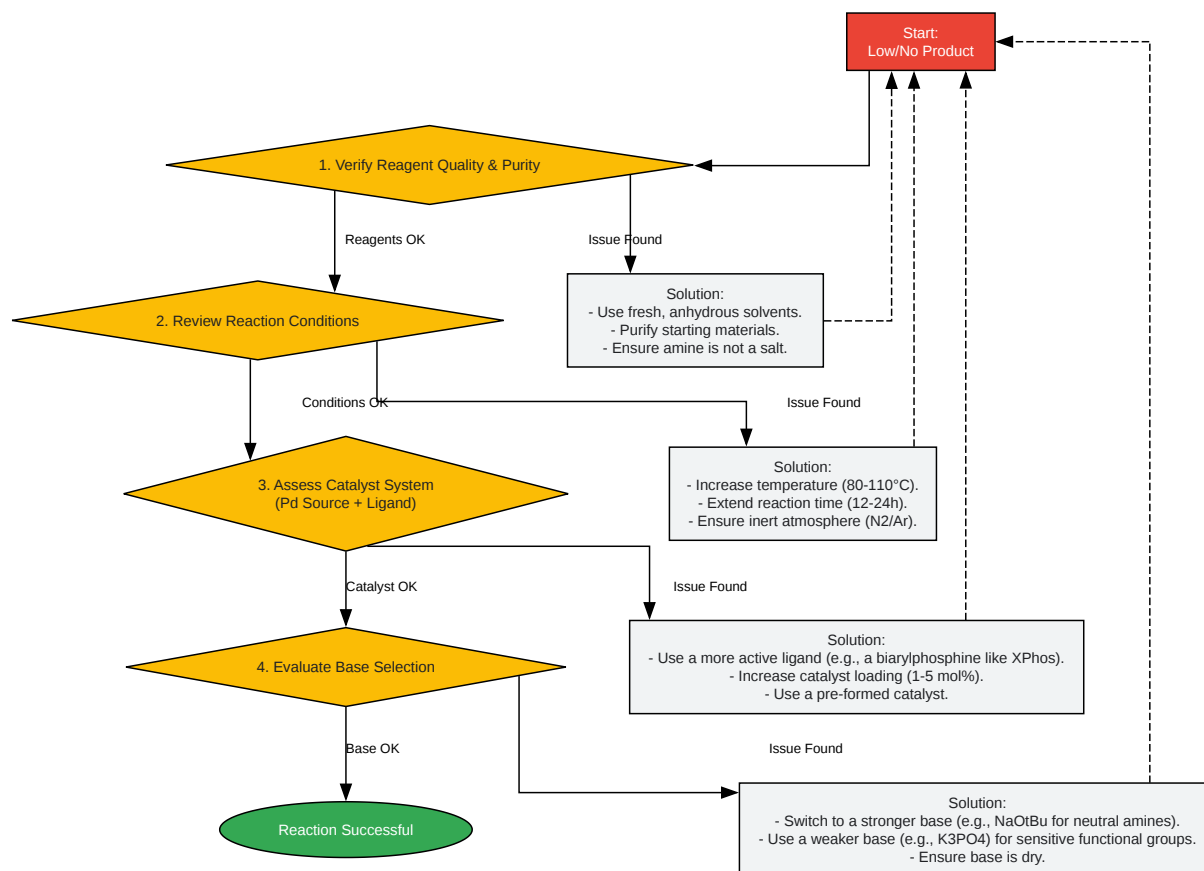 Start:
Low/No Product
1. Verify Reagent Quality & Purity
Reagents OK
Issue Found
Solution:
- Use fresh, anhydrous solvents.
- Purify starting materials.
- Ensure amine is not a salt.
2. Review Reaction Conditions
Conditions OK
Issue Found
Solution:
- Increase temperature (80-110°C).
- Extend reaction time (12-24h).
- Ensure inert atmosphere (N2/Ar).
3. Assess Catalyst System
(Pd Source + Ligand)
Catalyst OK
Issue Found
Solution:
- Use a more active ligand (e.g., a biarylphosphine like XPhos).
- Increase catalyst loading (1-5 mol%).
- Use a pre-formed catalyst.
4. Evaluate Base Selection
Base OK
Issue Found
Solution:
- Switch to a stronger base (e.g., NaOtBu for neutral amines).
- Use a weaker base (e.g., K3PO4) for sensitive functional groups.
- Ensure base is dry.
Reaction Successful